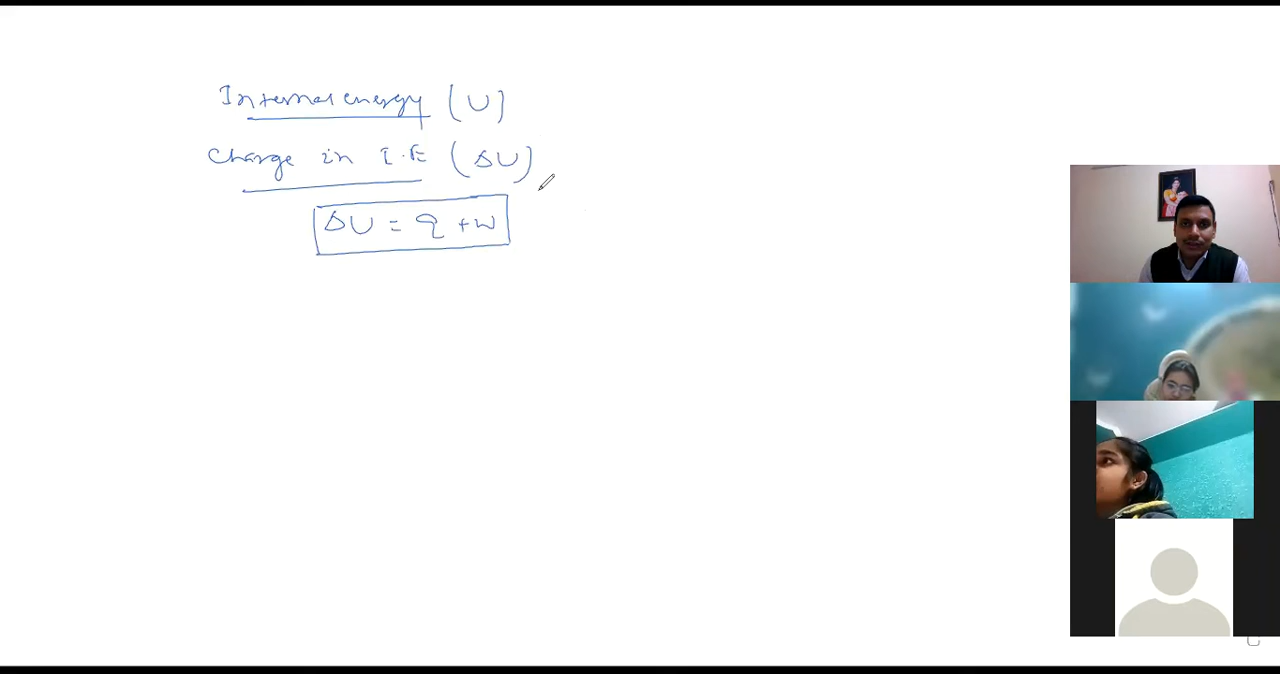 Internal energy (U)
Change in I.E (ΔU)
ΔU = q + w